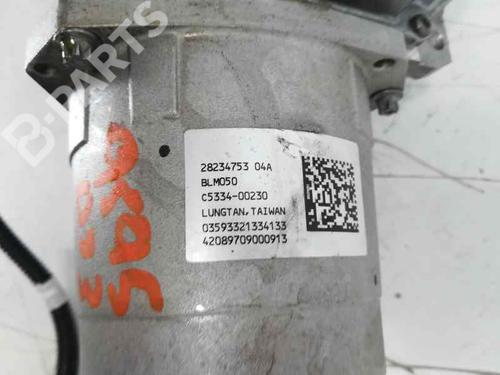 B-PARTS
28234753 04A
BLM050
C5334-00230
LUNGTAN, TAIWAN
03593321334133
42089709000913